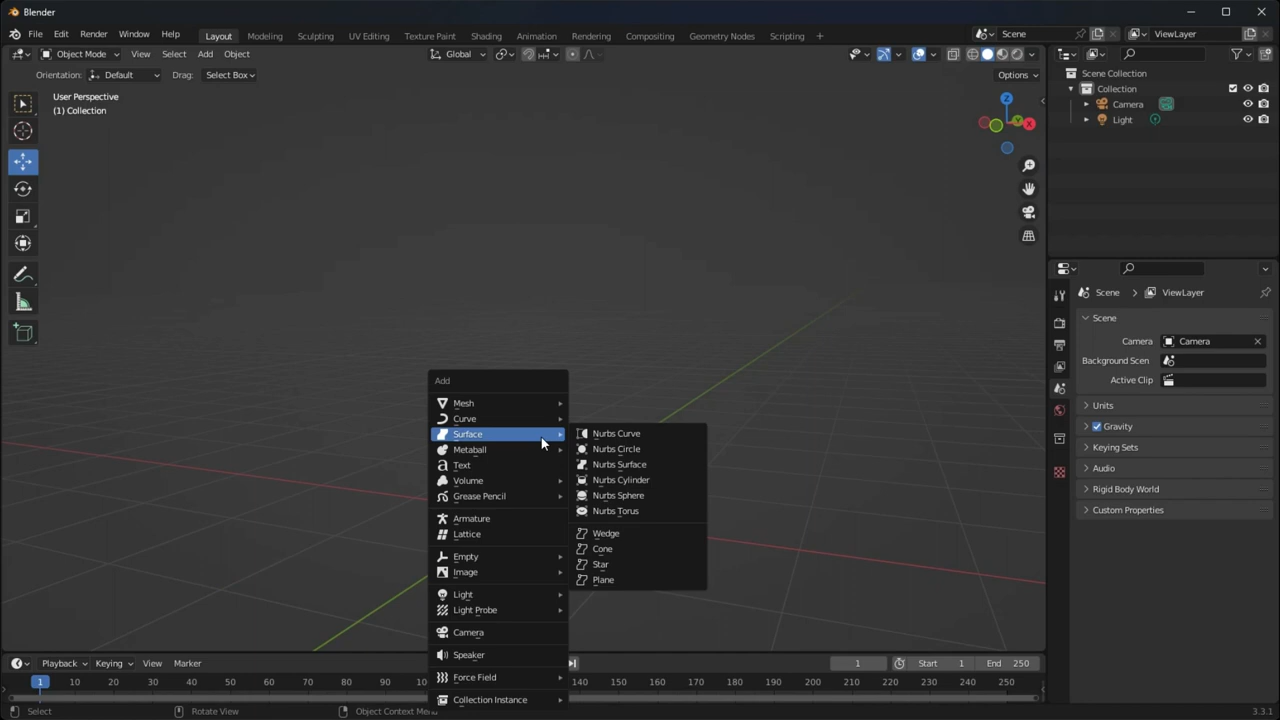 Blender
File Edit Render Window Help Layout Modeling Sculpting UV Editing Texture Paint Shading Animation Rendering Compositing Geometry Nodes Scripting + Scene ViewLayer
Object Mode View Select Add Object Global
Orientation: Default Drag: Select Box Options
User Perspective
(1) Collection
Z
Y
X
Scene Collection
Collection
Camera
Light
Scene > ViewLayer
Scene
Camera Camera
Background Scen
Active Clip
Units
Gravity
Keying Sets
Audio
Rigid Body World
Custom Properties
Add
Mesh
Curve
Surface
Metaball
Text
Volume
Grease Pencil
Armature
Lattice
Empty
Image
Light
Light Probe
Camera
Speaker
Force Field
Collection Instance
Nurbs Curve
Nurbs Circle
Nurbs Surface
Nurbs Cylinder
Nurbs Sphere
Nurbs Torus
Wedge
Cone
Star
Plane
Playback Keying View Marker 1 Start 1 End 250
1 10 20 30 40 50 60 70 80 90 140 150 160 170 180 190 200 210 220 230 240 250
Select Rotate View Object Context Menu 3.3.1